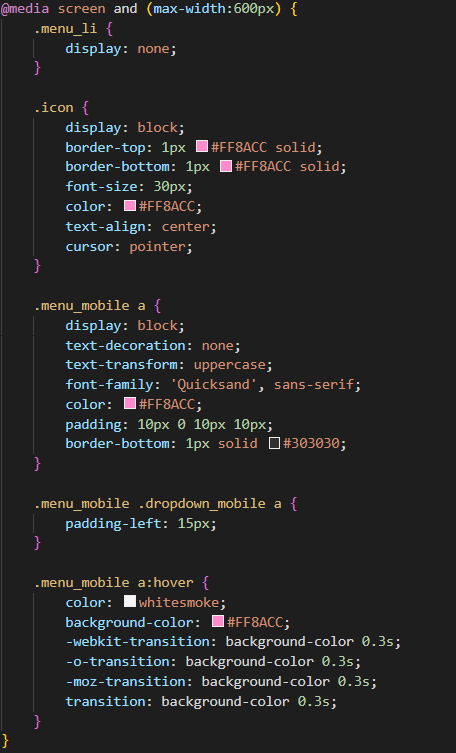 @media screen and (max-width:600px) {
    .menu_li {
        display: none;
    }

    .icon {
        display: block;
        border-top: 1px #FF8ACC solid;
        border-bottom: 1px #FF8ACC solid;
        font-size: 30px;
        color: #FF8ACC;
        text-align: center;
        cursor: pointer;
    }

    .menu_mobile a {
        display: block;
        text-decoration: none;
        text-transform: uppercase;
        font-family: 'Quicksand', sans-serif;
        color: #FF8ACC;
        padding: 10px 0 10px 10px;
        border-bottom: 1px solid #303030;
    }

    .menu_mobile .dropdown_mobile a {
        padding-left: 15px;
    }

    .menu_mobile a:hover {
        color: whitesmoke;
        background-color: #FF8ACC;
        -webkit-transition: background-color 0.3s;
        -o-transition: background-color 0.3s;
        -moz-transition: background-color 0.3s;
        transition: background-color 0.3s;
    }
}